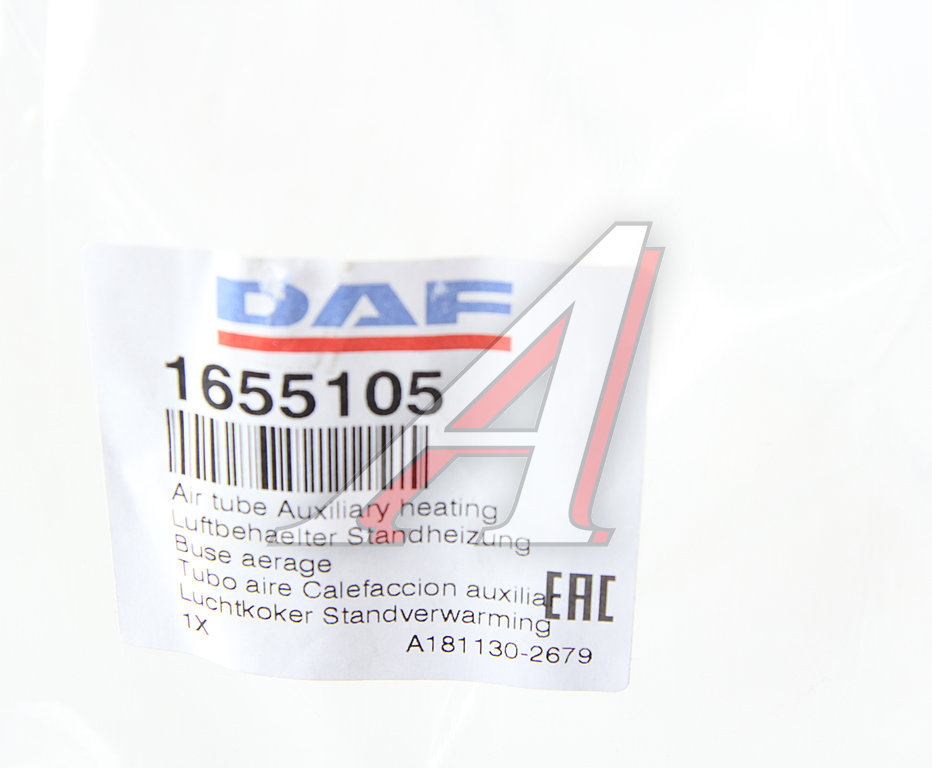 DAF
1655105
Air tube Auxiliary heating
Luftbehaelter Standheizung
Buse aerage
Tubo aire Calefaccion auxilia
EAC
Luchtkoker Standverwarming
1X
A181130-2679
A